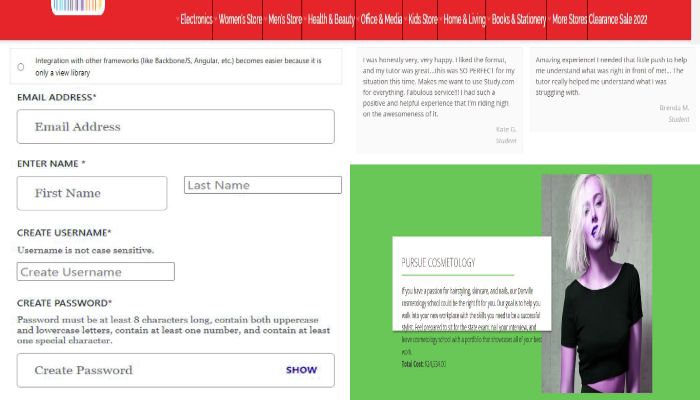 Electronics Women's Store Men's Store Health & Beauty Office & Media Kids Store Home & Living Books & Stationery More Stores Clearance Sale 2022
Integration with other frameworks (like BackboneJS, Angular, etc.) becomes easier because it is
only a view library
EMAIL ADDRESS*
Email Address
ENTER NAME *
First Name
Last Name
CREATE USERNAME*
Username is not case sensitive.
Create Username
CREATE PASSWORD*
Password must be at least 8 characters long, contain both uppercase
and lowercase letters, contain at least one number, and contain at least
one special character.
Create Password
SHOW
I was honestly very, very happy. I liked the format,
and my tutor was great...this was SO PERFECT for my
situation this time. Makes me want to use Study.com
for everything. Fabulous service!!! I had such a
positive and helpful experience that I'm riding high
on the awesomeness of it.
Kate G.
Student
Amazing experience! I needed that little push to help
me understand what was right in front of me!... The
tutor really helped me understand what I was
struggling with.
Brenda M.
Student
PURSUE COSMETOLOGY
If you have a passion for hairstyling, skincare, and nails, our Danville
cosmetology school could be the right fit for you. Our goal is to help you
walk into your new workplace with the skills you need to be a successful
stylist. Feel prepared to sit for the state exam, nail your interview, and
leave cosmetology school with a portfolio that showcases all of your best
work.
Total Cost: